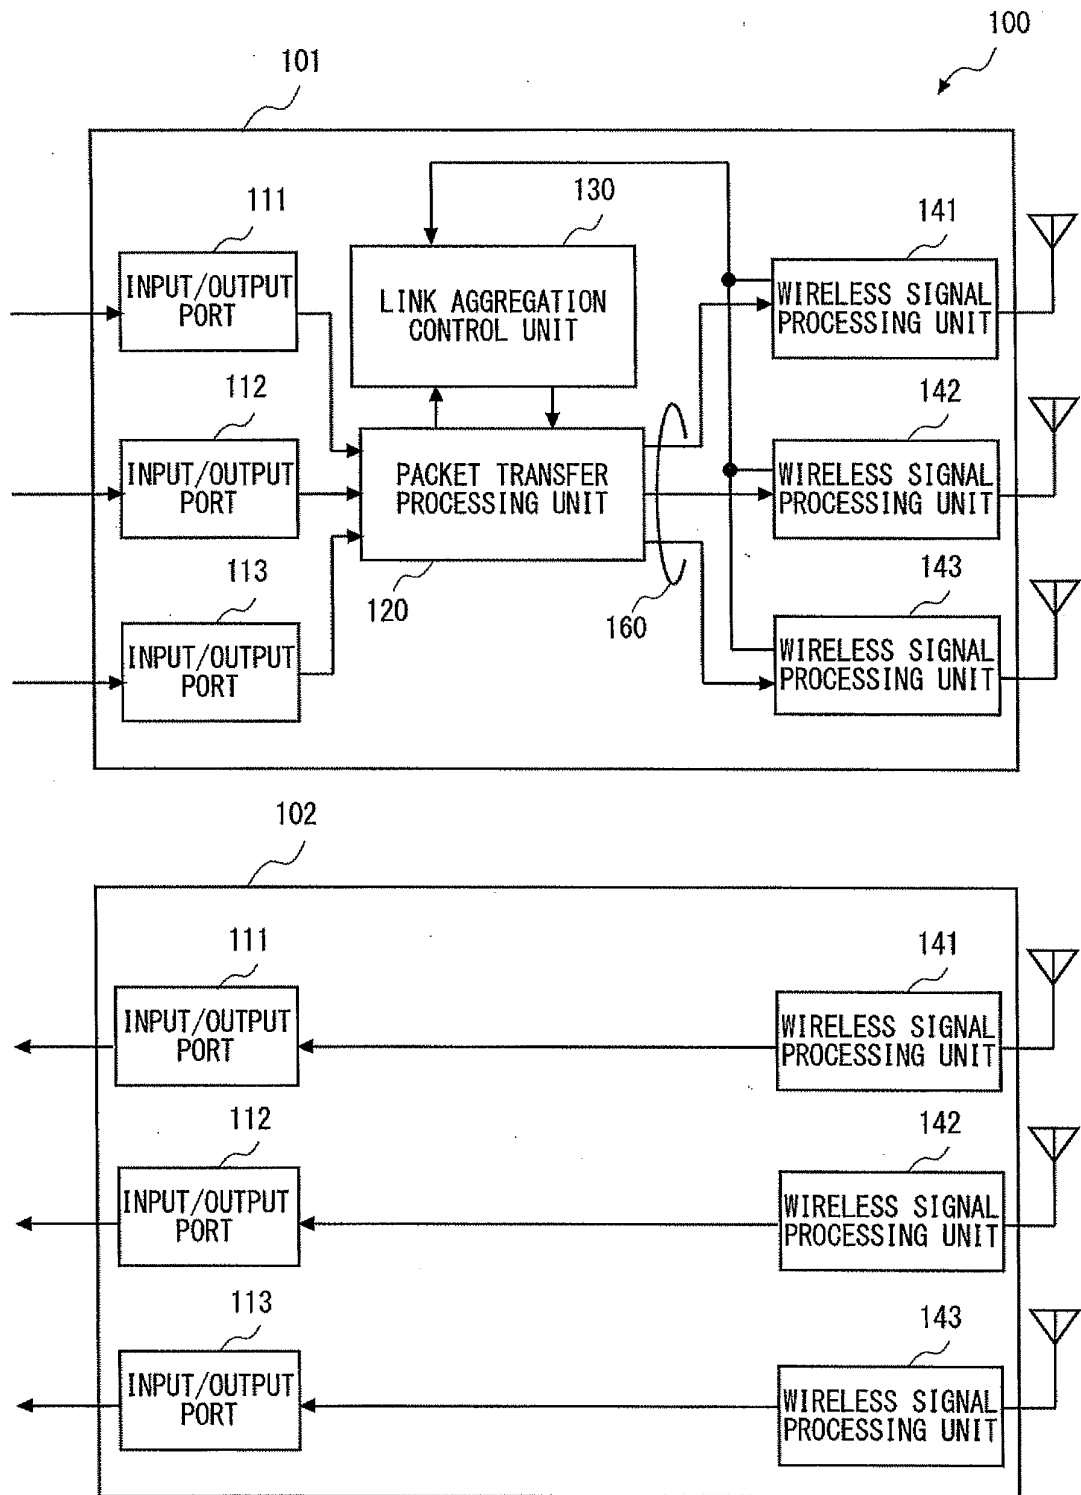 100
101
111
INPUT/OUTPUT
PORT
130
LINK AGGREGATION
CONTROL UNIT
141
WIRELESS SIGNAL
PROCESSING UNIT
112
INPUT/OUTPUT
PORT
PACKET TRANSFER
PROCESSING UNIT
142
WIRELESS SIGNAL
PROCESSING UNIT
113
INPUT/OUTPUT
PORT
120
160
143
WIRELESS SIGNAL
PROCESSING UNIT
102
111
INPUT/OUTPUT
PORT
141
WIRELESS SIGNAL
PROCESSING UNIT
112
INPUT/OUTPUT
PORT
142
WIRELESS SIGNAL
PROCESSING UNIT
113
INPUT/OUTPUT
PORT
143
WIRELESS SIGNAL
PROCESSING UNIT